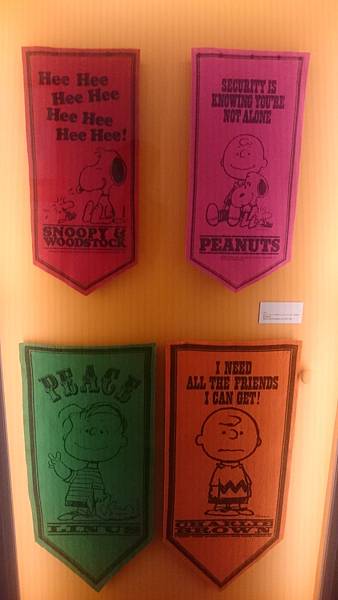 Hee Hee
Hee Hee
Hee Hee
Hee Hee!
SNOOPY &
WOODSTOCK
SECURITY IS
KNOWING YOU'RE
NOT ALONE
PEANUTS
PEACE
LINUS
I NEED
ALL THE FRIENDS
I CAN GET!
CHARLIE
BROWN